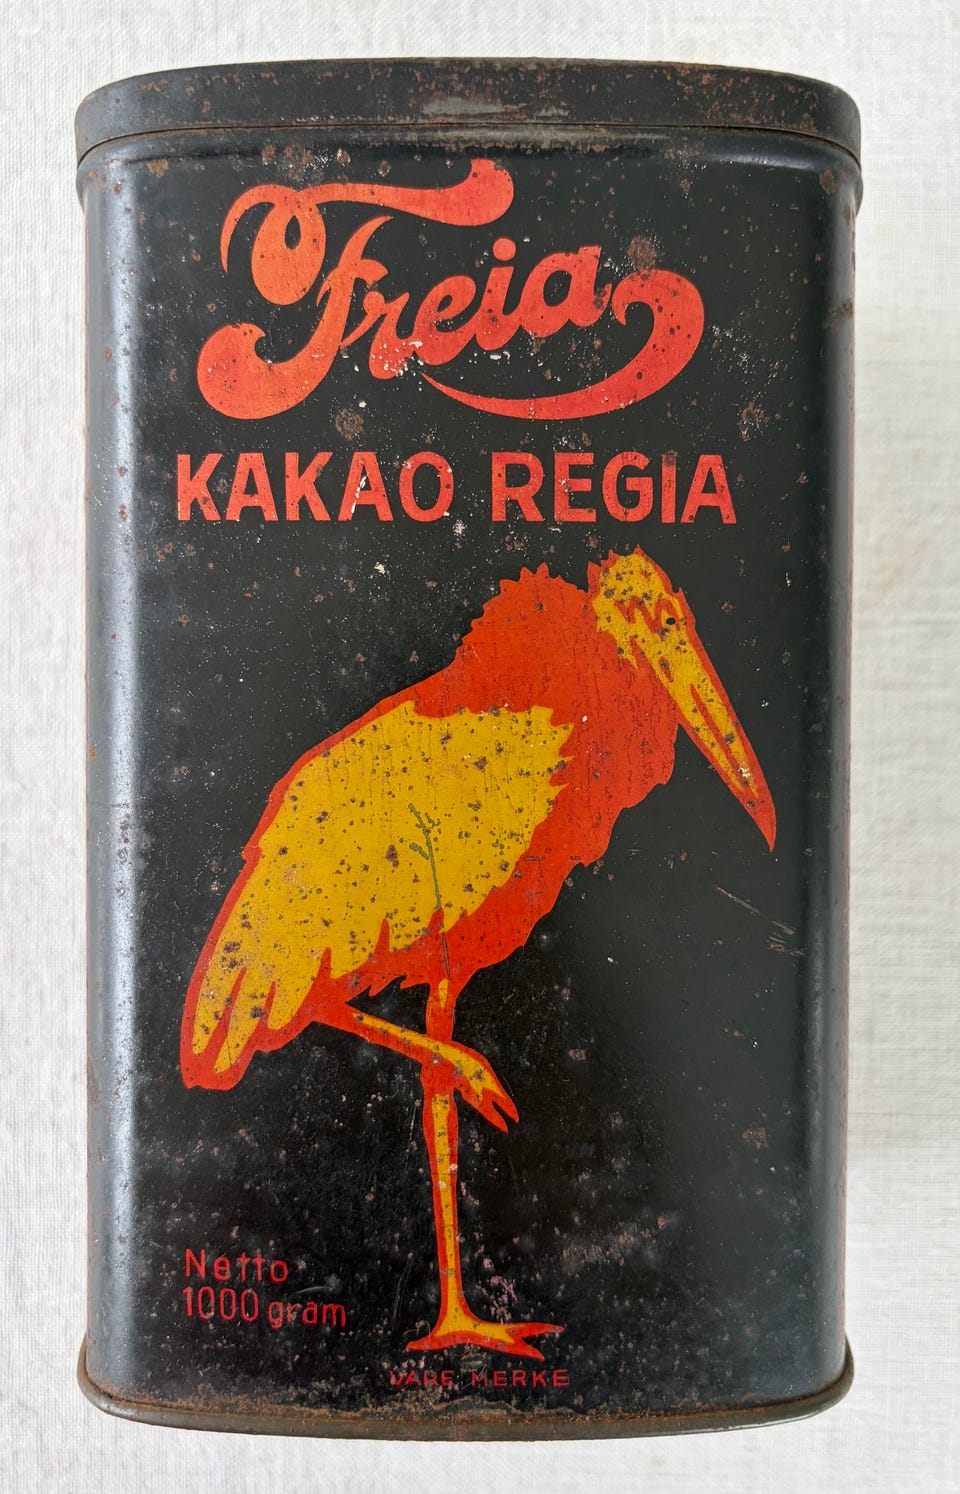 Freia
KAKAO REGIA
Netto
1000 gram
VARE MERKE